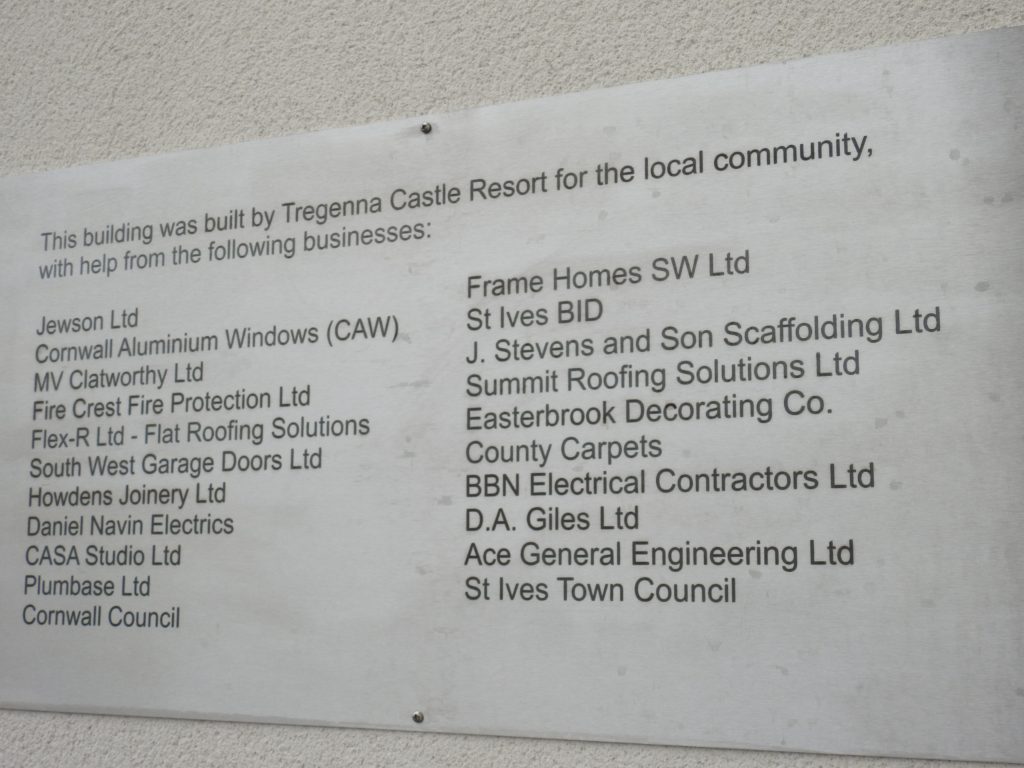 This building was built by Tregenna Castle Resort for the local community,
with help from the following businesses:
Jewson Ltd
Cornwall Aluminium Windows (CAW)
MV Clatworthy Ltd
Fire Crest Fire Protection Ltd
Flex-R Ltd - Flat Roofing Solutions
South West Garage Doors Ltd
Howdens Joinery Ltd
Daniel Navin Electrics
CASA Studio Ltd
Plumbase Ltd
Cornwall Council
Frame Homes SW Ltd
St Ives BID
J. Stevens and Son Scaffolding Ltd
Summit Roofing Solutions Ltd
Easterbrook Decorating Co.
County Carpets
BBN Electrical Contractors Ltd
D.A. Giles Ltd
Ace General Engineering Ltd
St Ives Town Council